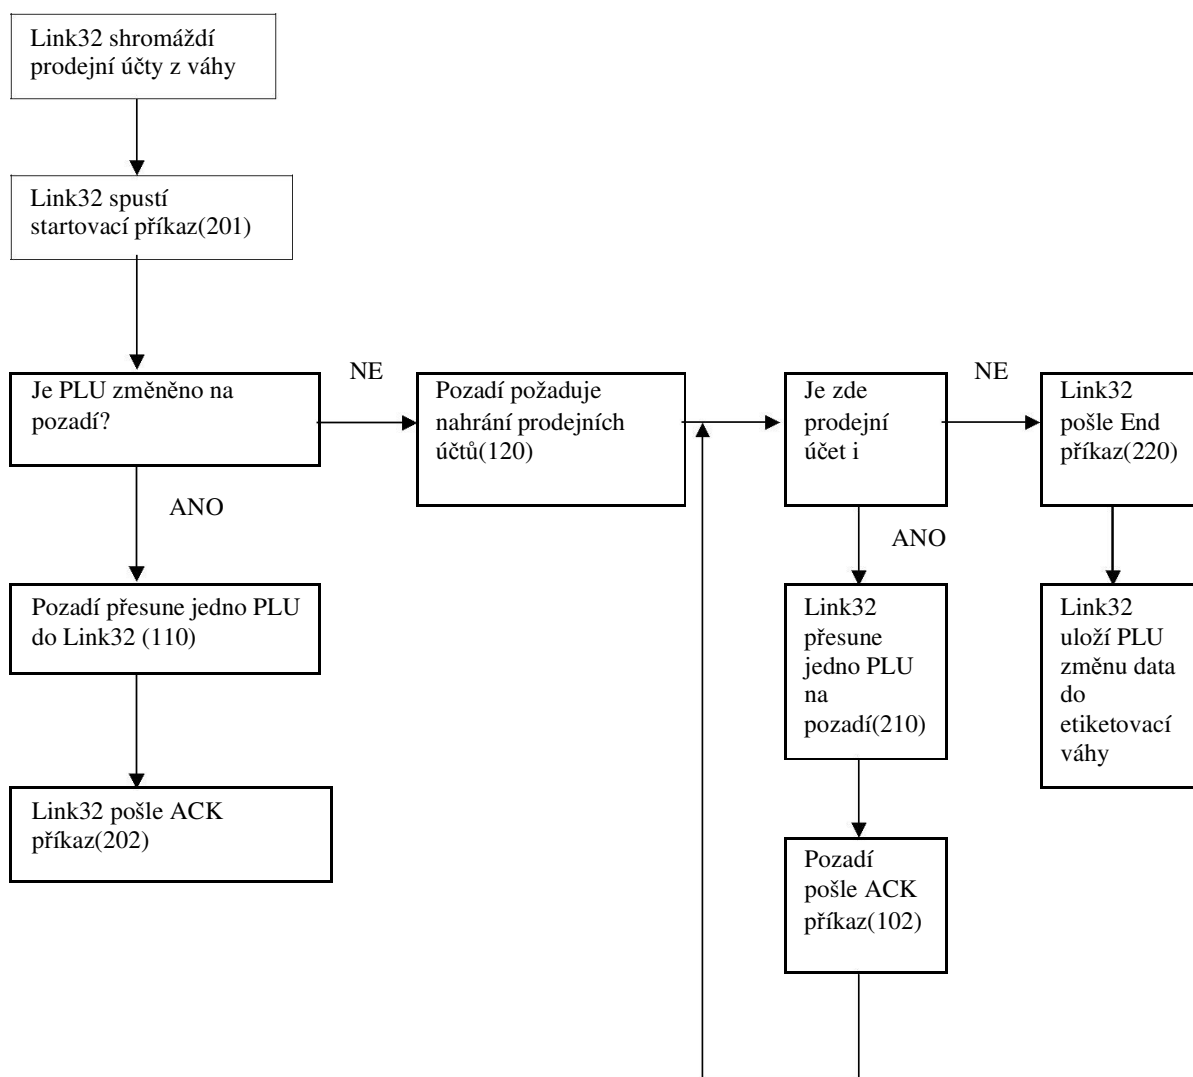 Link32 shromáždí
prodejní účty z váhy
Link32 spustí
startovací příkaz(201)
Je PLU změněno na
pozadí?
NE
Pozadí požaduje
nahrání prodejních
účtů(120)
Je zde
prodejní
účet i
NE
Link32
pošle End
příkaz(220)
ANO
ANO
Pozadí přesune jedno PLU
do Link32 (110)
Link32
přesune
jedno PLU
na
pozadí(210)
Link32
uloží PLU
změnu data
do
etiketovací
váhy
Link32 pošle ACK
příkaz(202)
Pozadí
pošle ACK
příkaz(102)